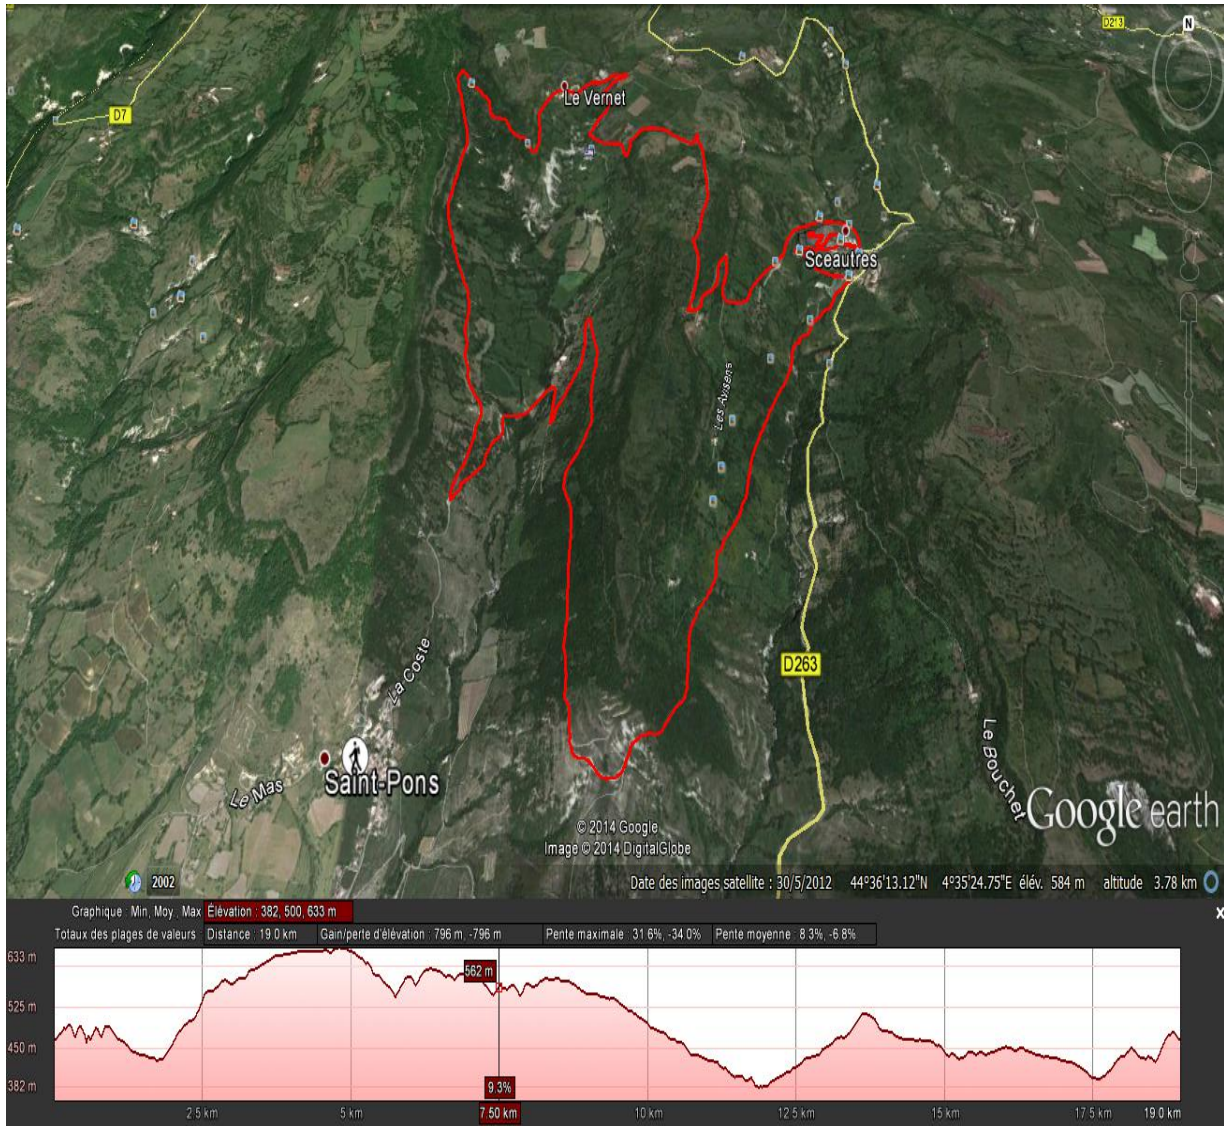 D213
N
D7
Le Vernet
Sceautres
Les Avisens
D263
La Coste
Le Bouchet
Le Mas
Saint-Pons
Google earth
© 2014 Google
Image © 2014 DigitalGlobe
2002
Date des images satellite : 30/5/2012 44°36'13.12"N 4°35'24.75"E élév. 584 m altitude 3.78 km
Graphique : Min, Moy., Max Élévation : 382, 500, 633 m
x
Totaux des plages de valeurs : Distance : 19.0 km Gain/perte d'élévation : 796 m, -796 m Pente maximale : 31.6%, -34.0% Pente moyenne : 8.3%, -6.8%
633 m
562 m
525 m
450 m
382 m
9.3%
2.5 km 5 km 7.50 km 10 km 12.5 km 15 km 17.5 km 19.0 km